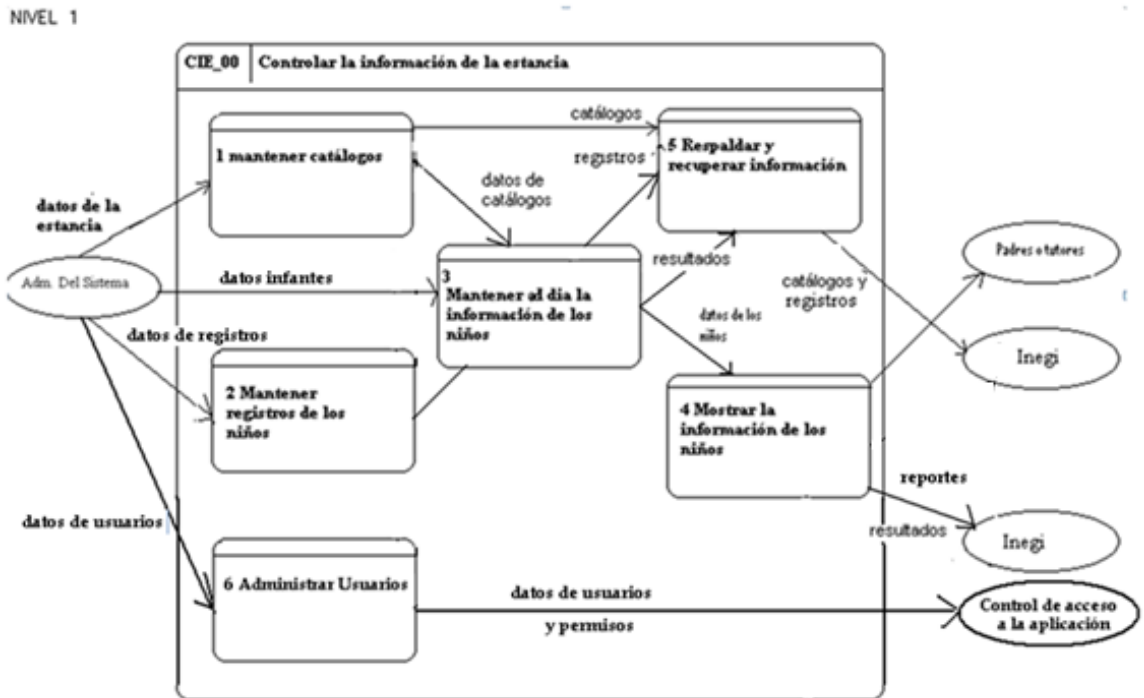 NIVEL 1
CIE_00 Controlar la información de la estancia
catálogos
1 mantener catálogos
5 Respaldar y
recuperar información
registros
datos de
catálogos
datos de la
estancia
Adm. Del Sistema
datos infantes
3
Mantener al dia la
información de los
niños
resultados
catálogos y
registros
Padres o tutores
datos de registros
datos de los
niños
Inegi
2 Mantener
registros de los
niños
4 Mostrar la
información de los
niños
reportes
datos de usuarios
resultados
Inegi
6 Administrar Usuarios
datos de usuarios
y permisos
Control de acceso
a la aplicación